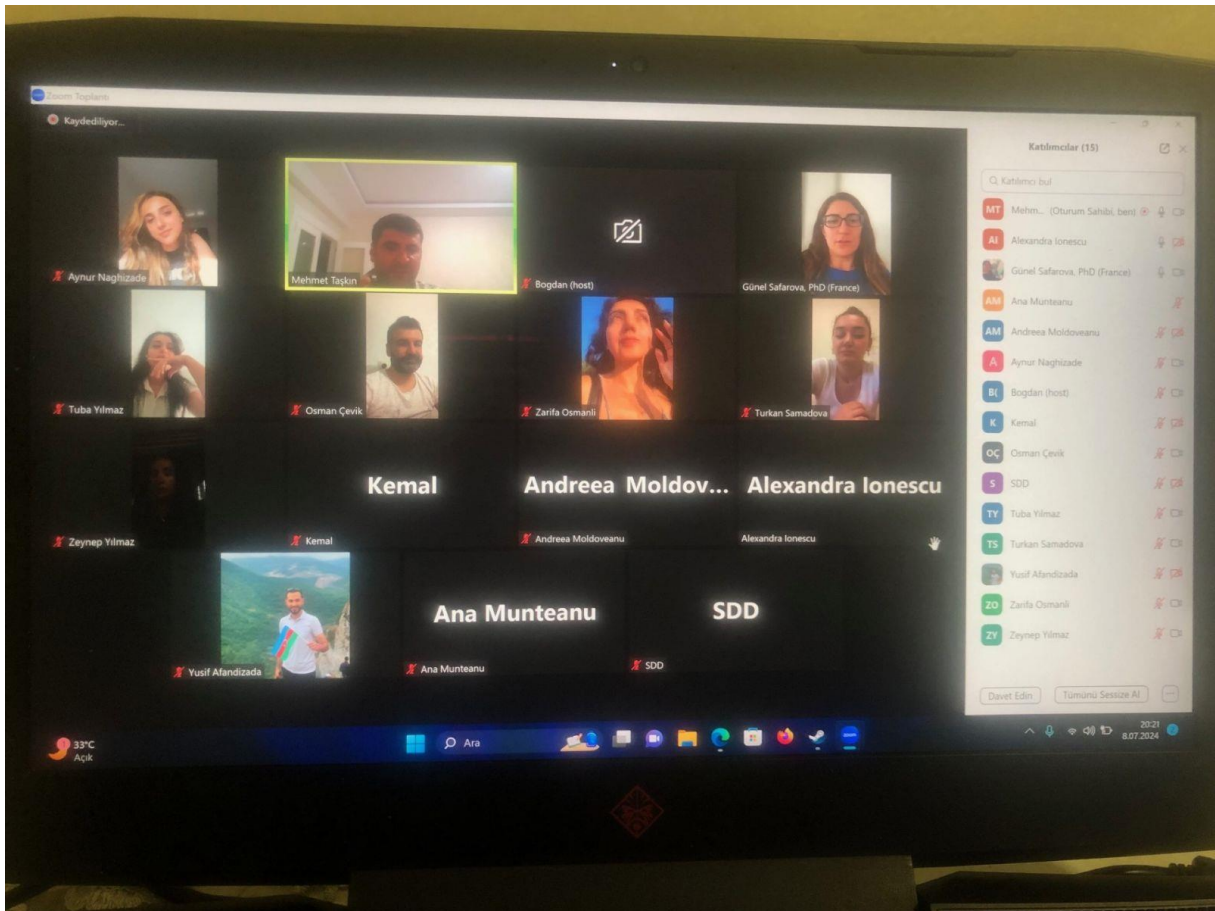 Zoom Toplantı
Kaydediliyor...
Aynur Naghizade
Mehmet Taşkın
Bogdan (host)
Günel Safarova, PhD (France)
Tuba Yılmaz
Osman Çevik
Zarifa Osmanli
Turkan Samadova
Zeynep Yılmaz
Kemal
Kemal
Andreea Moldov...
Andreea Moldoveanu
Alexandra Ionescu
Alexandra Ionescu
Yusif Afandizada
Ana Munteanu
Ana Munteanu
SDD
SDD
Katılımcılar (15)
Katılımcı bul
MT Mehm... (Oturum Sahibi, ben)
AI Alexandra Ionescu
Günel Safarova, PhD (France)
AM Ana Munteanu
AM Andreea Moldoveanu
A Aynur Naghizade
B( Bogdan (host)
K Kemal
OÇ Osman Çevik
S SDD
TY Tuba Yılmaz
TS Turkan Samadova
Yusif Afandizada
ZO Zarifa Osmanli
ZY Zeynep Yılmaz
Davet Edin
Tümünü Sessize Al
33°C
Açık
Ara
20:21
8.07.2024